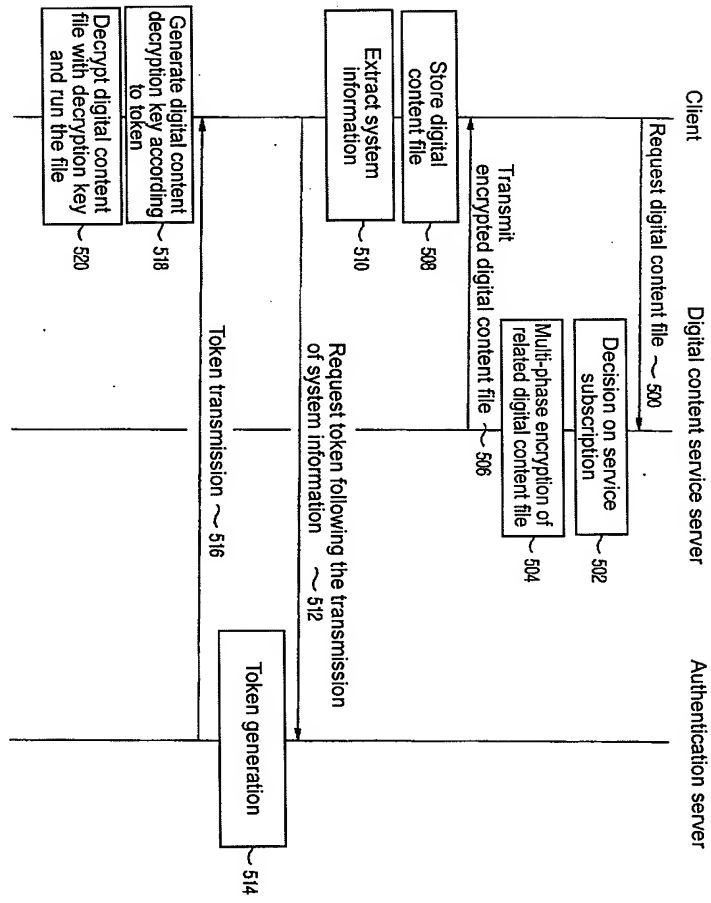 Client
Digital content service server
Authentication server
Request digital content file ~ 500
Decision on service
subscription
~ 502
Multi-phase encryption of
related digital content file
~ 504
Transmit
encrypted digital content file ~ 506
Store digital
content file
~ 508
Extract system
information
~ 510
Request token following the transmission
of system information ~ 512
Token generation
~ 514
Token transmission ~ 516
Generate digital content
decryption key according
to token
~ 518
Decrypt digital content
file with decryption key
and run the file
~ 520